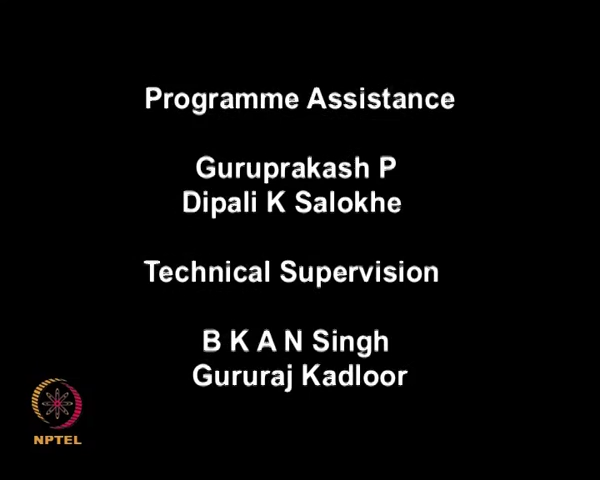 Programme Assistance
Guruprakash P
Dipali K Salokhe
Technical Supervision
B K A N Singh
Gururaj Kadloor
NPTEL